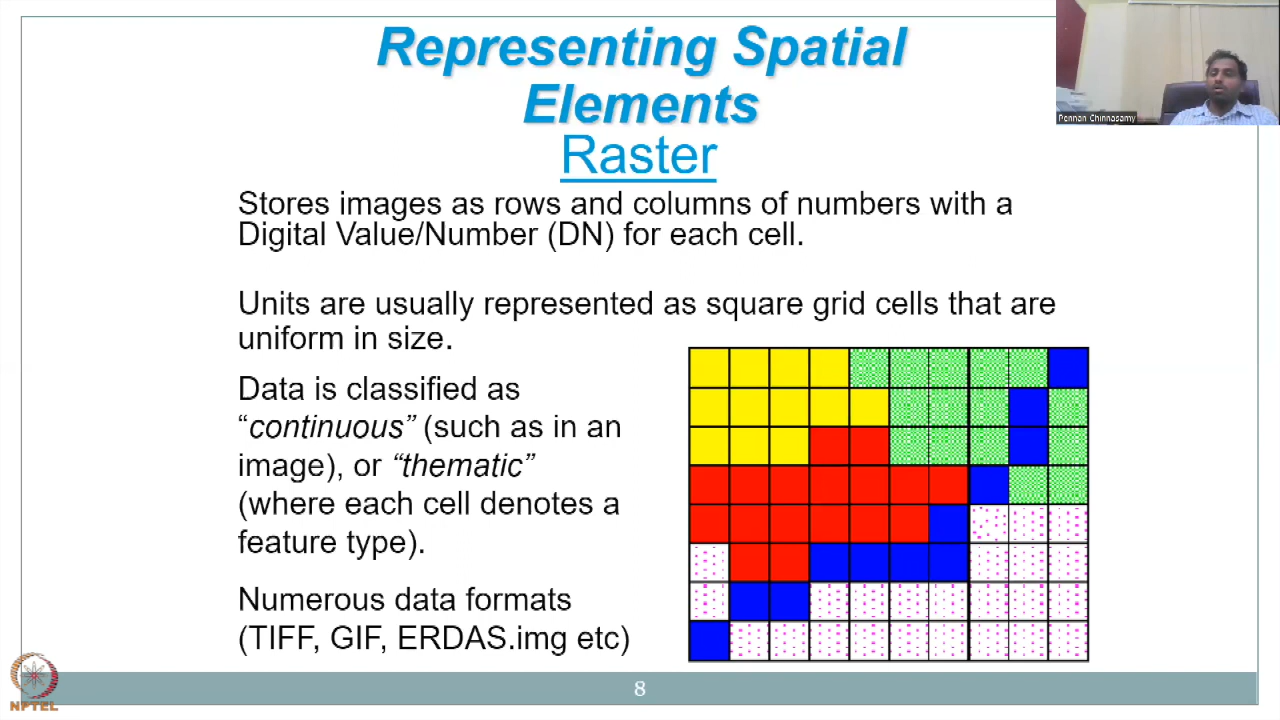 Representing Spatial
Elements
Raster
Pennan Chinnasamy
Stores images as rows and columns of numbers with a
Digital Value/Number (DN) for each cell.
Units are usually represented as square grid cells that are
uniform in size.
Data is classified as
“continuous” (such as in an
image), or “thematic”
(where each cell denotes a
feature type).
Numerous data formats
(TIFF, GIF, ERDAS.img etc)
NPTEL
8